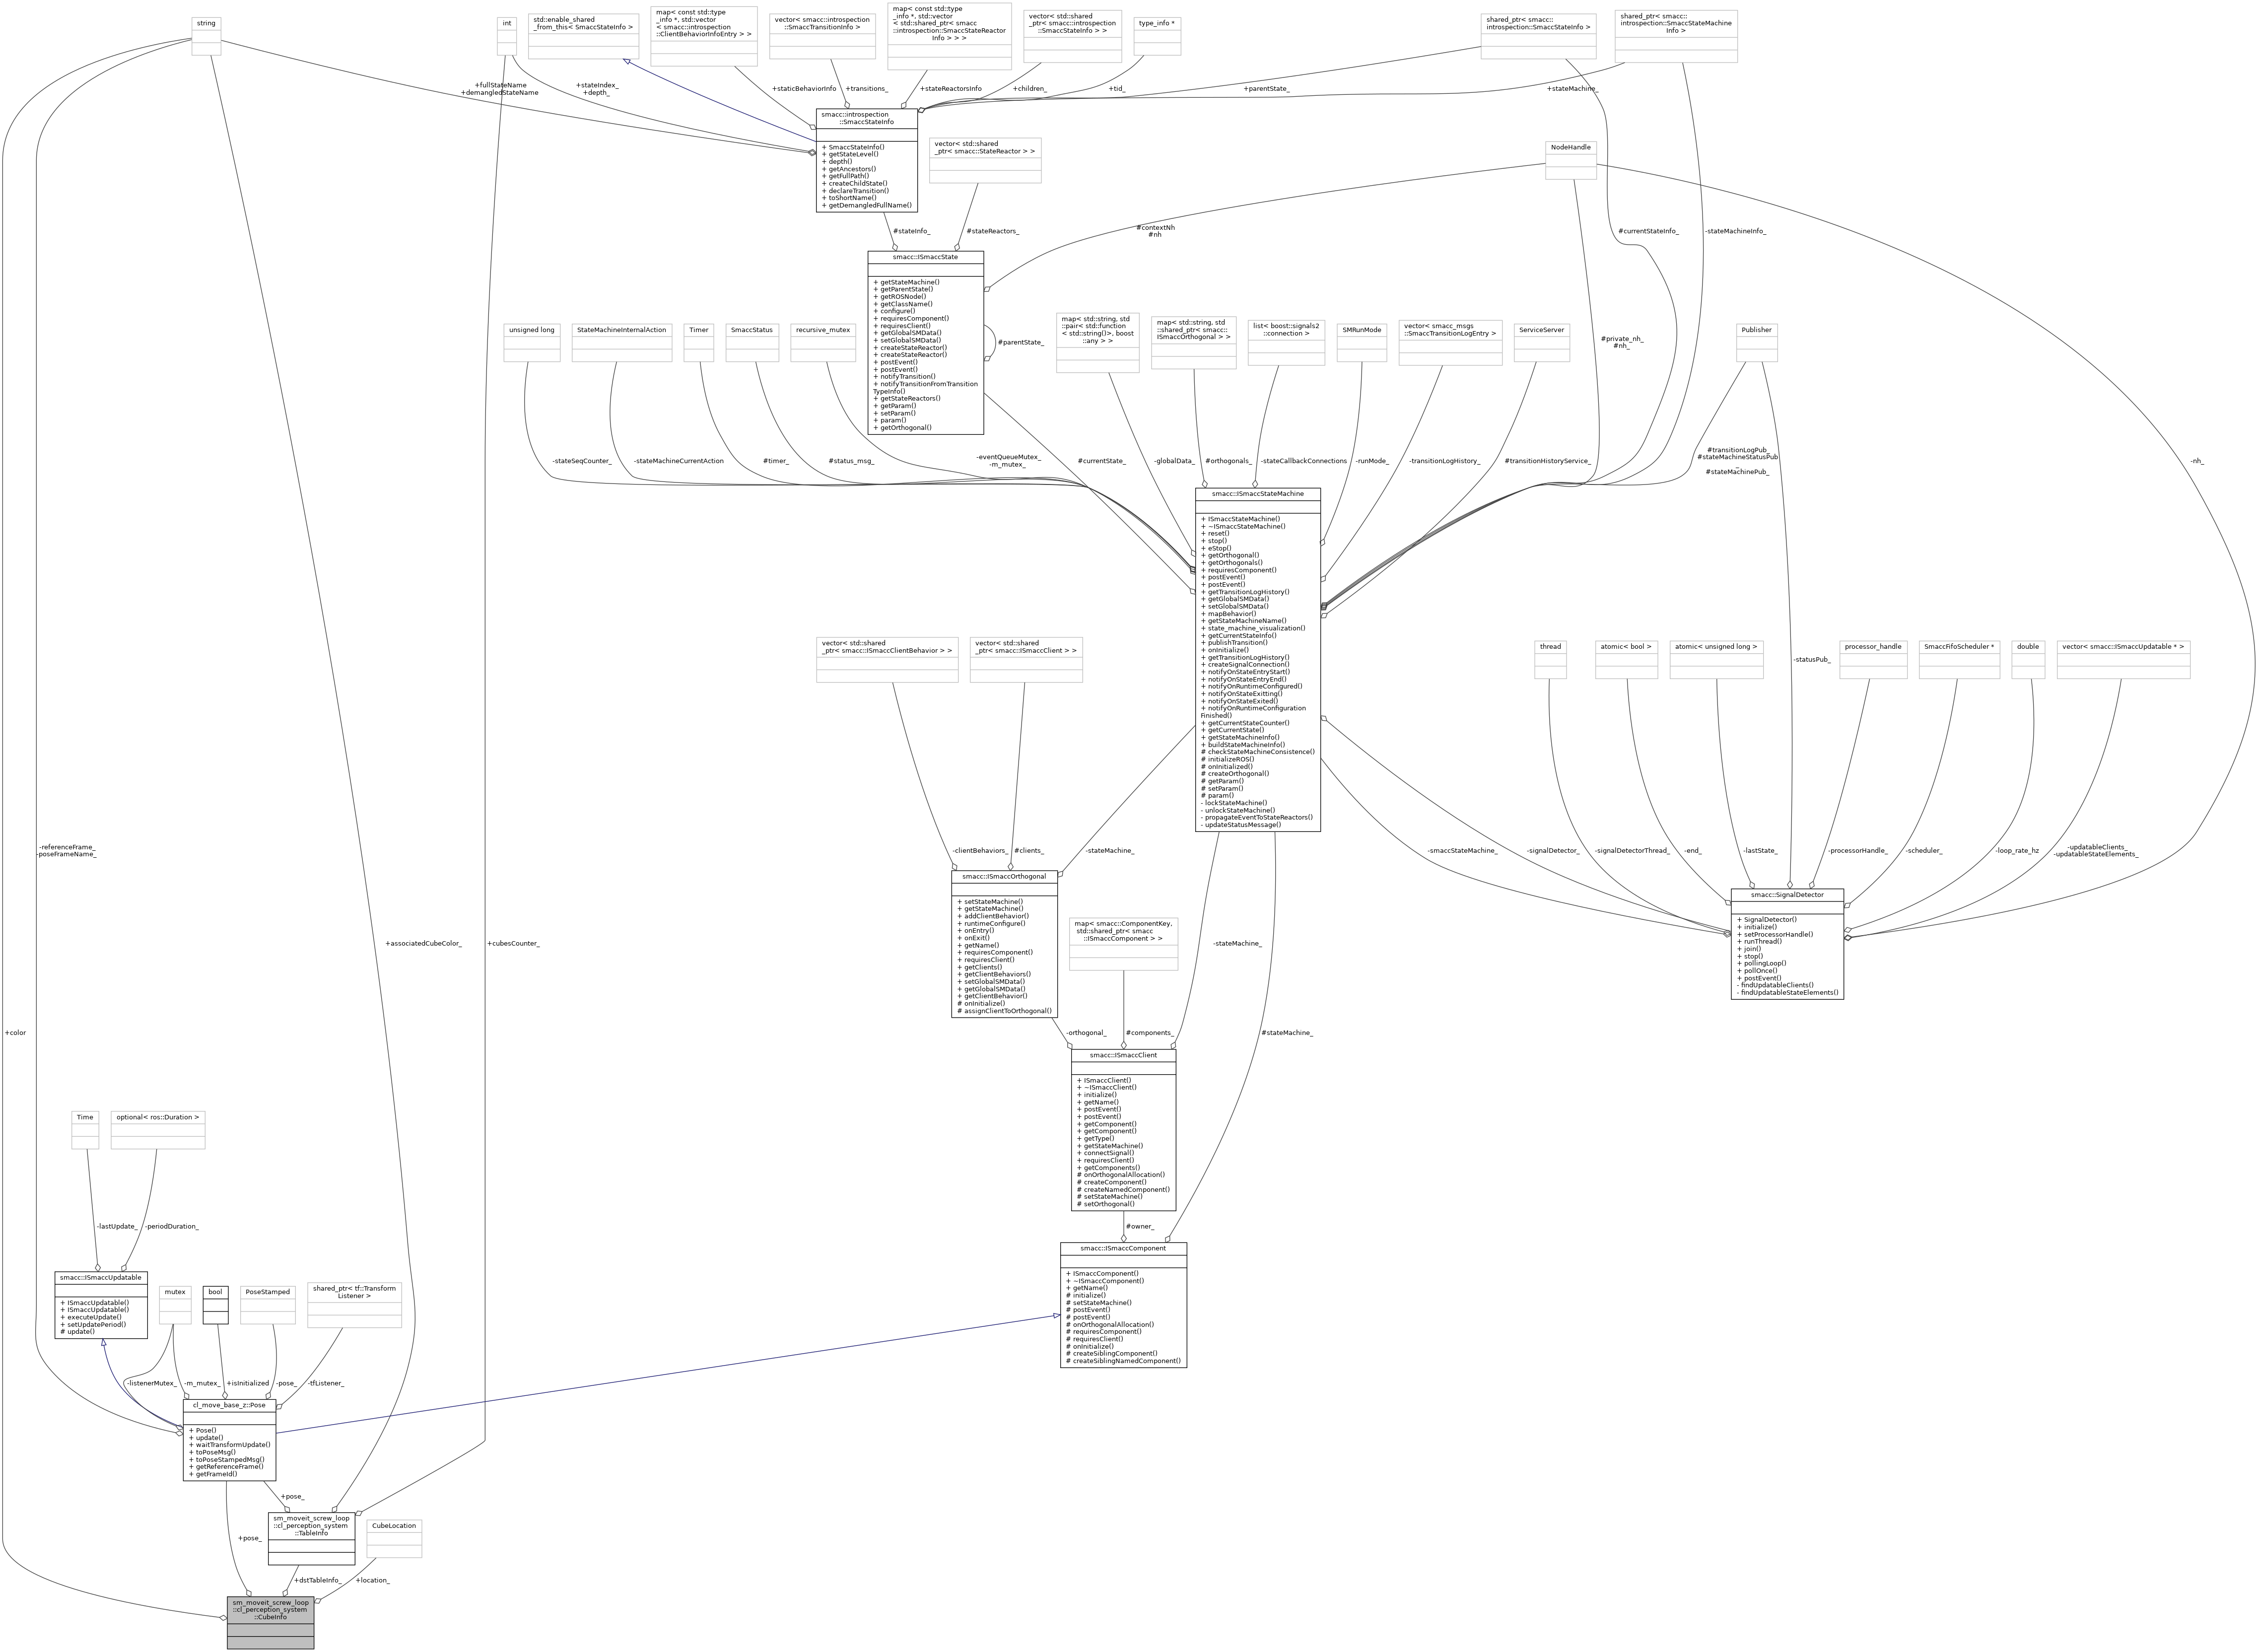 string
int
std::enable_shared
_from_this< SmaccStateInfo >
map< const std::type
_info *, std::vector
< smacc::introspection
::ClientBehaviorInfoEntry > >
vector< smacc::introspection
::SmaccTransitionInfo >
map< const std::type
_info *, std::vector
< std::shared_ptr< smacc
::introspection::SmaccStateReactor
Info > > >
vector< std::shared
_ptr< smacc::introspection
::SmaccStateInfo > >
type_info *
shared_ptr< smacc::
introspection::SmaccStateInfo >
shared_ptr< smacc::
introspection::SmaccStateMachine
Info >
+fullStateName
+demangledStateName
+stateIndex_
+depth_
+staticBehaviorInfo
+transitions_
+stateReactorsInfo
+children_
+tid_
+parentState_
+stateMachine_
smacc::introspection
::SmaccStateInfo
+ SmaccStateInfo()
+ getStateLevel()
+ depth()
+ getAncestors()
+ getFullPath()
+ createChildState()
+ declareTransition()
+ toShortName()
+ getDemangledFullName()
vector< std::shared
_ptr< smacc::StateReactor > >
NodeHandle
#stateInfo_
#stateReactors_
#contextNh
#nh
#currentStateInfo_
-stateMachineInfo_
smacc::ISmaccState
+ getStateMachine()
+ getParentState()
+ getROSNode()
+ getClassName()
+ configure()
+ requiresComponent()
+ requiresClient()
+ getGlobalSMData()
+ setGlobalSMData()
+ createStateReactor()
+ createStateReactor()
+ postEvent()
+ postEvent()
+ notifyTransition()
+ notifyTransitionFromTransition
TypeInfo()
+ getStateReactors()
+ getParam()
+ setParam()
+ param()
+ getOrthogonal()
#parentState_
unsigned long
StateMachineInternalAction
Timer
SmaccStatus
recursive_mutex
map< std::string, std
::pair< std::function
< std::string()>, boost
::any > >
map< std::string, std
::shared_ptr< smacc::
ISmaccOrthogonal > >
list< boost::signals2
::connection >
SMRunMode
vector< smacc_msgs
::SmaccTransitionLogEntry >
ServiceServer
#private_nh_
#nh_
Publisher
-stateSeqCounter_
-stateMachineCurrentAction
#timer_
#status_msg_
-eventQueueMutex_
-m_mutex_
#currentState_
-globalData_
#orthogonals_
-stateCallbackConnections
-runMode_
-transitionLogHistory_
#transitionHistoryService_
#transitionLogPub_
#stateMachineStatusPub
_
#stateMachinePub_
-nh_
smacc::ISmaccStateMachine
+ ISmaccStateMachine()
+ ~ISmaccStateMachine()
+ reset()
+ stop()
+ eStop()
+ getOrthogonal()
+ getOrthogonals()
+ requiresComponent()
+ postEvent()
+ postEvent()
+ getTransitionLogHistory()
+ getGlobalSMData()
+ setGlobalSMData()
+ mapBehavior()
+ getStateMachineName()
+ state_machine_visualization()
+ getCurrentStateInfo()
+ publishTransition()
+ onInitialize()
+ getTransitionLogHistory()
+ createSignalConnection()
+ notifyOnStateEntryStart()
+ notifyOnStateEntryEnd()
+ notifyOnRuntimeConfigured()
+ notifyOnStateExitting()
+ notifyOnStateExited()
+ notifyOnRuntimeConfiguration
Finished()
+ getCurrentStateCounter()
+ getCurrentState()
+ getStateMachineInfo()
+ buildStateMachineInfo()
# checkStateMachineConsistence()
# initializeROS()
# onInitialized()
# createOrthogonal()
# getParam()
# setParam()
# param()
- lockStateMachine()
- unlockStateMachine()
- propagateEventToStateReactors()
- updateStatusMessage()
vector< std::shared
_ptr< smacc::ISmaccClientBehavior > >
vector< std::shared
_ptr< smacc::ISmaccClient > >
thread
atomic< bool >
atomic< unsigned long >
-statusPub_
processor_handle
SmaccFifoScheduler *
double
vector< smacc::ISmaccUpdatable * >
-referenceFrame_
-poseFrameName_
-clientBehaviors_
#clients_
-stateMachine_
-smaccStateMachine_
-signalDetector_
-signalDetectorThread_
-end_
-lastState_
-processorHandle_
-scheduler_
-loop_rate_hz
-updatableClients_
-updatableStateElements_
smacc::ISmaccOrthogonal
+ setStateMachine()
+ getStateMachine()
+ addClientBehavior()
+ runtimeConfigure()
+ onEntry()
+ onExit()
+ getName()
+ requiresComponent()
+ requiresClient()
+ getClients()
+ getClientBehaviors()
+ setGlobalSMData()
+ getGlobalSMData()
+ getClientBehavior()
# onInitialize()
# assignClientToOrthogonal()
smacc::SignalDetector
+ SignalDetector()
+ initialize()
+ setProcessorHandle()
+ runThread()
+ join()
+ stop()
+ pollingLoop()
+ pollOnce()
+ postEvent()
- findUpdatableClients()
- findUpdatableStateElements()
map< smacc::ComponentKey,
std::shared_ptr< smacc
::ISmaccComponent > >
+associatedCubeColor_
+cubesCounter_
-stateMachine_
+color
-orthogonal_
#components_
#stateMachine_
smacc::ISmaccClient
+ ISmaccClient()
+ ~ISmaccClient()
+ initialize()
+ getName()
+ postEvent()
+ postEvent()
+ getComponent()
+ getComponent()
+ getType()
+ getStateMachine()
+ connectSignal()
+ requiresClient()
+ getComponents()
# onOrthogonalAllocation()
# createComponent()
# createNamedComponent()
# setStateMachine()
# setOrthogonal()
Time
optional< ros::Duration >
-lastUpdate_
-periodDuration_
#owner_
smacc::ISmaccComponent
+ ISmaccComponent()
+ ~ISmaccComponent()
+ getName()
# initialize()
# setStateMachine()
# postEvent()
# postEvent()
# onOrthogonalAllocation()
# requiresComponent()
# requiresClient()
# onInitialize()
# createSiblingComponent()
# createSiblingNamedComponent()
smacc::ISmaccUpdatable
+ ISmaccUpdatable()
+ ISmaccUpdatable()
+ executeUpdate()
+ setUpdatePeriod()
# update()
mutex
bool
PoseStamped
shared_ptr< tf::Transform
Listener >
-listenerMutex_
-m_mutex_
+isInitialized
-pose_
-tfListener_
cl_move_base_z::Pose
+ Pose()
+ update()
+ waitTransformUpdate()
+ toPoseMsg()
+ toPoseStampedMsg()
+ getReferenceFrame()
+ getFrameId()
+pose_
sm_moveit_screw_loop
::cl_perception_system
::TableInfo
CubeLocation
+pose_
+dstTableInfo_
+location_
sm_moveit_screw_loop
::cl_perception_system
::CubeInfo